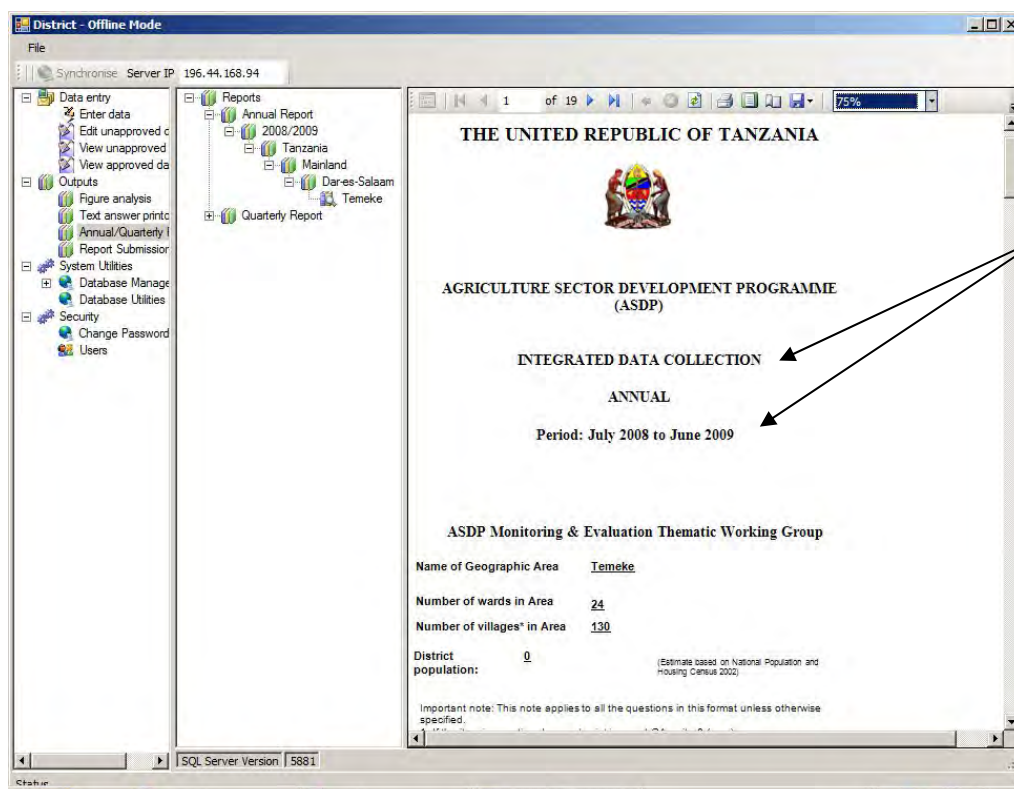 District - Offline Mode
File
Synchronise Server IP 196.44.168.94
Data entry
Enter data
Edit unapproved d
View unapproved
View approved da
Outputs
Figure analysis
Text answer printo
Annual/Quarterly
Report Submission
System Utilities
Database Manage
Database Utilities
Security
Change Password
Users
Reports
Annual Report
2008/2009
Tanzania
Mainland
Dar-es-Salaam
Temeke
Quarterly Report
1 of 19 75%
THE UNITED REPUBLIC OF TANZANIA
AGRICULTURE SECTOR DEVELOPMENT PROGRAMME
(ASDP)
INTEGRATED DATA COLLECTION
ANNUAL
Period: July 2008 to June 2009
ASDP Monitoring & Evaluation Thematic Working Group
Name of Geographic Area Temeke
Number of wards in Area 24
Number of villages* in Area 130
District population: 0
(Estimate based on National Population and
Housing Census 2002)
Important note: This note applies to all the questions in this format unless otherwise
specified.
SQL Server Version 5881
Status